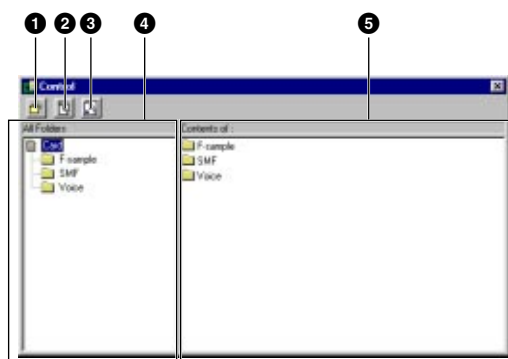 1 2 3 4 5
Control
All Folders
Contents of :
Card
F-sample
SMF
Voice
F-sample
SMF
Voice